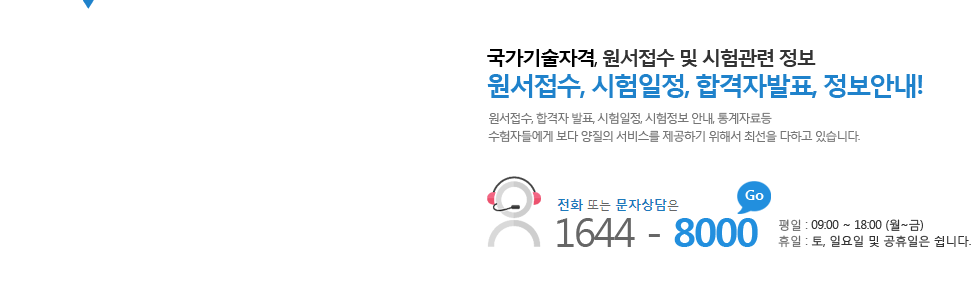 국가기술자격, 원서접수 및 시험관련 정보
원서접수, 시험일정, 합격자발표, 정보안내!
원서접수, 합격자 발표, 시험일정, 시험정보 안내, 통계자료등
수험자들에게 보다 양질의 서비스를 제공하기 위해서 최선을 다하고 있습니다.
전화 또는 문자상담은
Go
1644 - 8000
평일 : 09:00 ~ 18:00 (월~금)
휴일 : 토, 일요일 및 공휴일은 쉽니다.